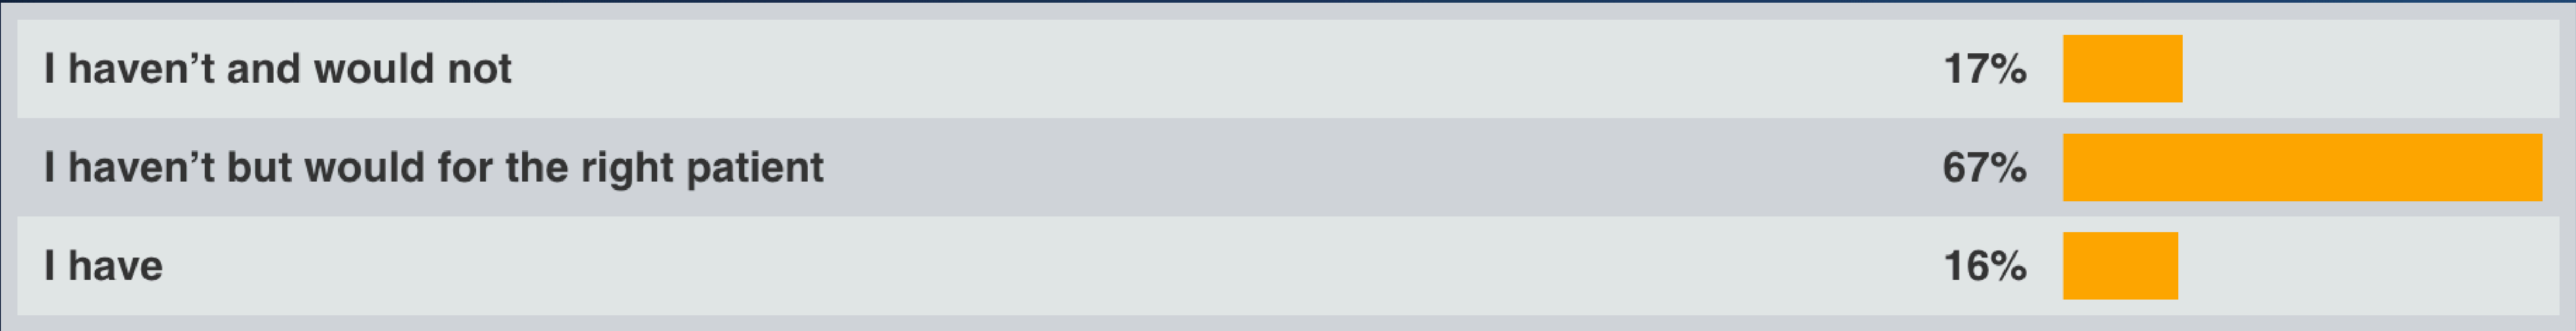 I haven’t and would not 17%
I haven’t but would for the right patient 67%
I have 16%